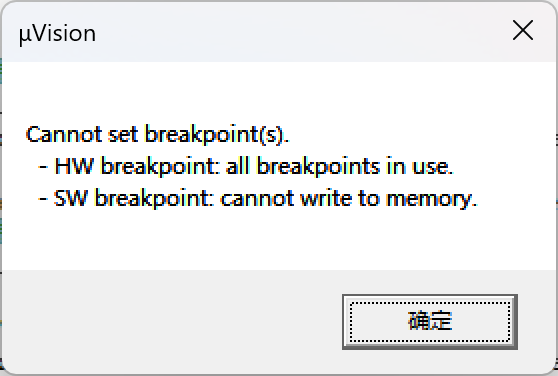 µVision
Cannot set breakpoint(s).
- HW breakpoint: all breakpoints in use.
- SW breakpoint: cannot write to memory.
确定